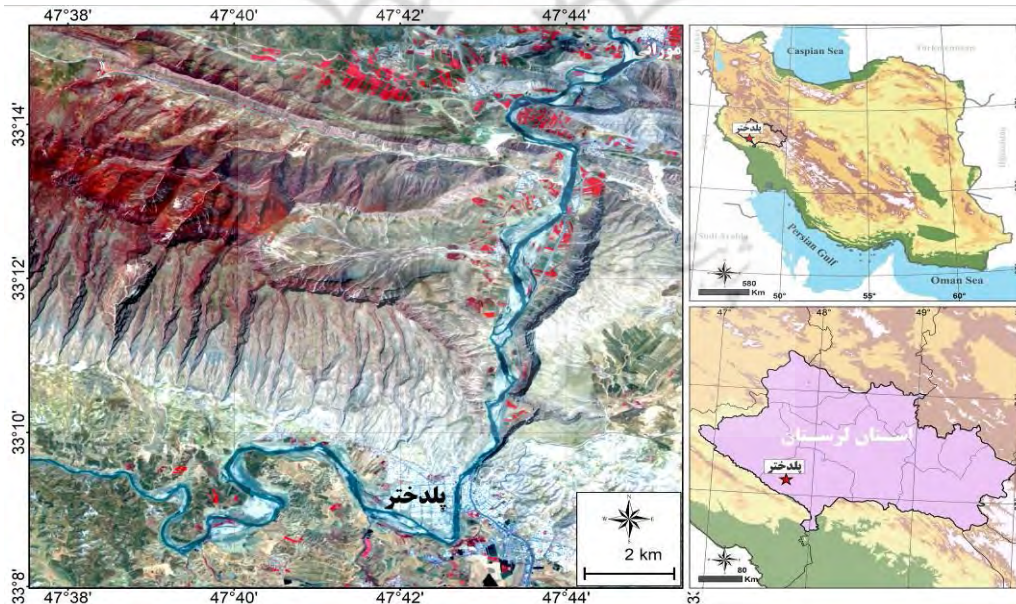 47°38'
47°40'
47°42'
47°44'
33°14'
33°12'
33°10'
33°8'
پلدختر
2 km
47°38'
47°40'
47°42'
47°44'
Caspian Sea
Turkmenistan
پلدختر
Persian Gulf
Oman Sea
580
Km
50°
55°
60°
47°
48°
49°
استان لرستان
پلدختر
80
Km